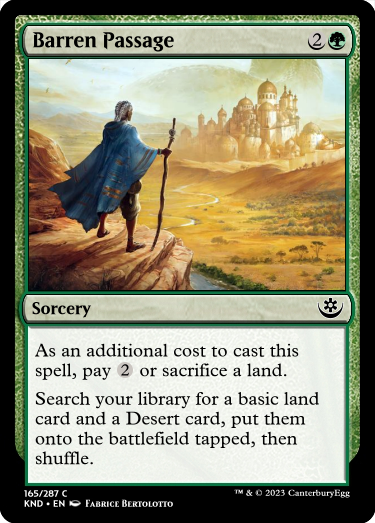 Barren Passage 2
Sorcery
As an additional cost to cast this
spell, pay 2 or sacrifice a land.
Search your library for a basic land
card and a Desert card, put them
onto the battlefield tapped, then
shuffle.
165/287 C
KND • EN Fabrice Bertolotto
™ & © 2023 CanterburyEgg